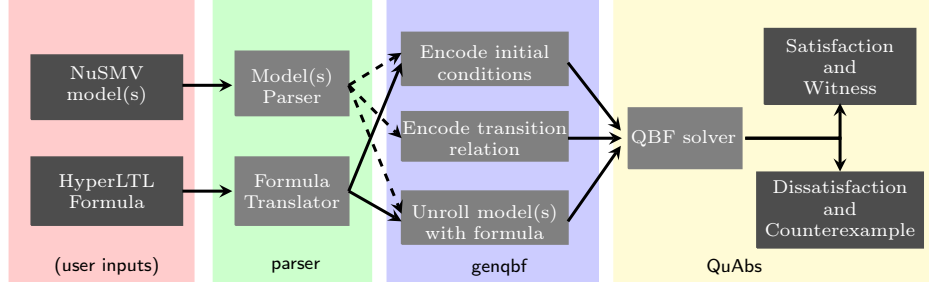 NuSMV
model(s)
HyperLTL
Formula
(user inputs)
Model(s)
Parser
Formula
Translator
parser
Encode initial
conditions
Encode transition
relation
Unroll model(s)
with formula
genqbf
QBF solver
Satisfaction
and
Witness
Dissatisfaction
and
Counterexample
QuAbs